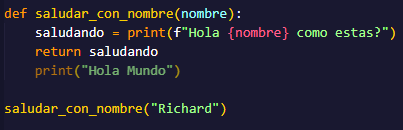 def saludar_con_nombre(nombre):
    saludando = print(f"Hola {nombre} como estas?")
    return saludando
    print("Hola Mundo")

saludar_con_nombre("Richard")